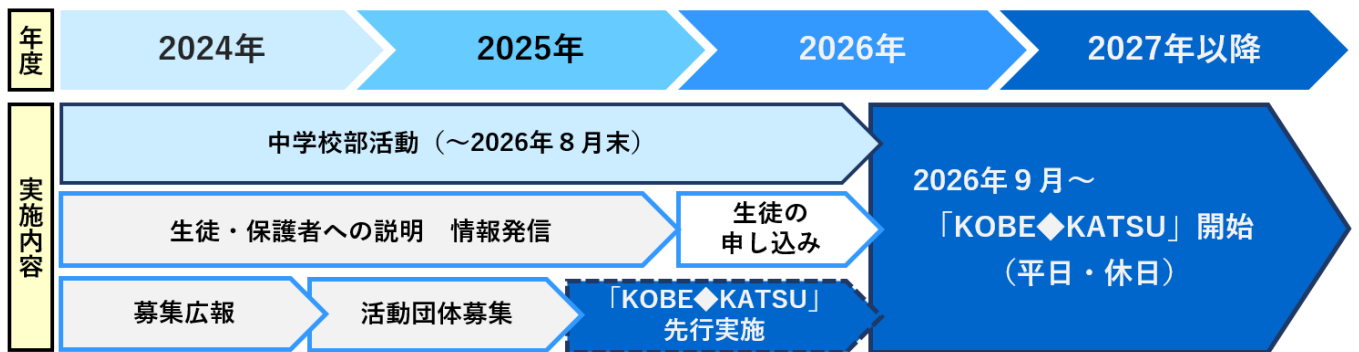 年度
2024年
2025年
2026年
2027年以降
実施内容
中学校部活動（～2026年８月末）
生徒・保護者への説明　情報発信
生徒の
申し込み
募集広報
活動団体募集
「KOBE◆KATSU」
先行実施
2026年９月～
「KOBE◆KATSU」開始
（平日・休日）